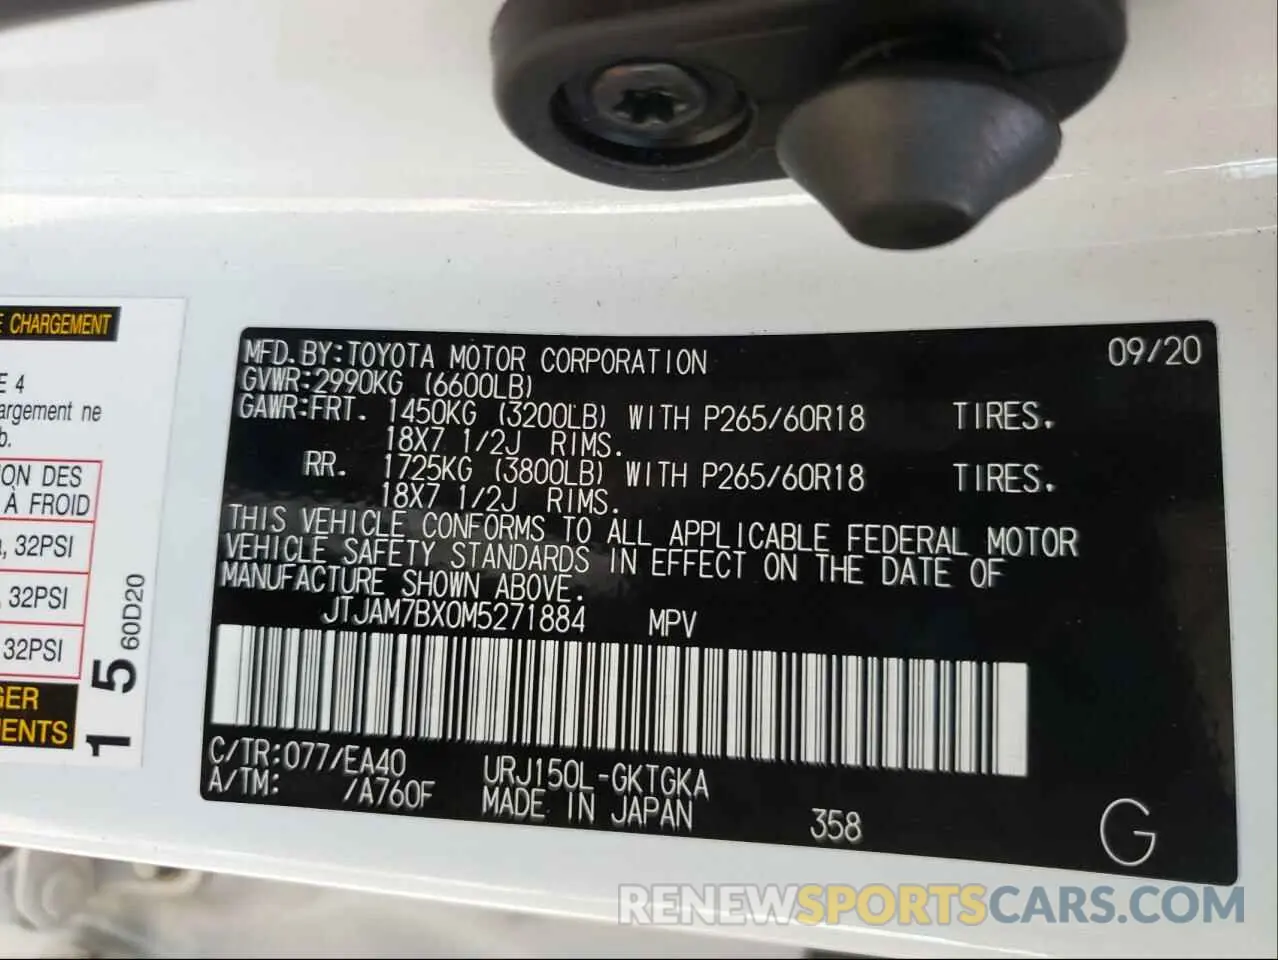 E CHARGEMENT
E 4
argement ne
b.
ION DES
À FROID
, 32PSI
, 32PSI
32PSI
GER
ENTS
1 5 60D20
MFD.BY:TOYOTA MOTOR CORPORATION 09/20
GVWR:2990KG (6600LB)
GAWR:FRT. 1450KG (3200LB) WITH P265/60R18 TIRES.
18X7 1/2J RIMS.
RR. 1725KG (3800LB) WITH P265/60R18 TIRES.
18X7 1/2J RIMS.
THIS VEHICLE CONFORMS TO ALL APPLICABLE FEDERAL MOTOR
VEHICLE SAFETY STANDARDS IN EFFECT ON THE DATE OF
MANUFACTURE SHOWN ABOVE.
JTJAM7BX0M5271884 MPV
C/TR:077/EA40 URJ150L-GKTGKA
A/TM: /A760F MADE IN JAPAN 358 G
RENEWSPORTSCARS.COM